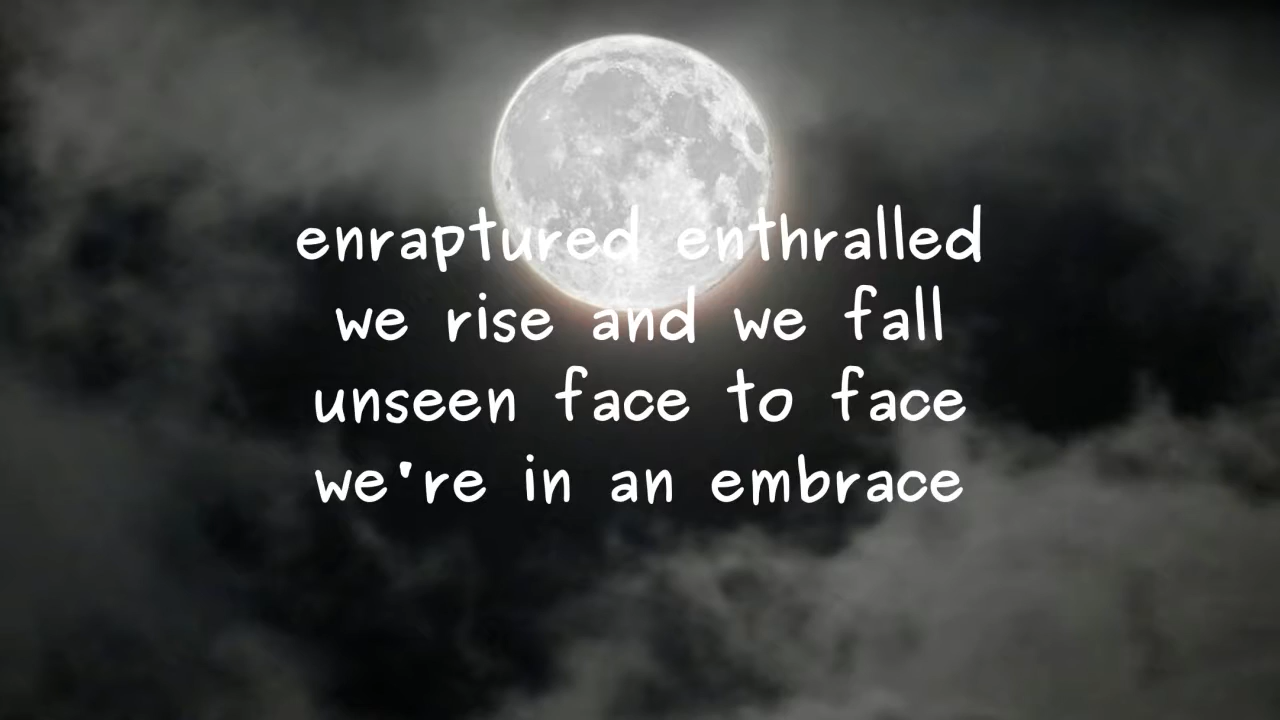 enraptured enthralled
we rise and we fall
unseen face to face
we're in an embrace